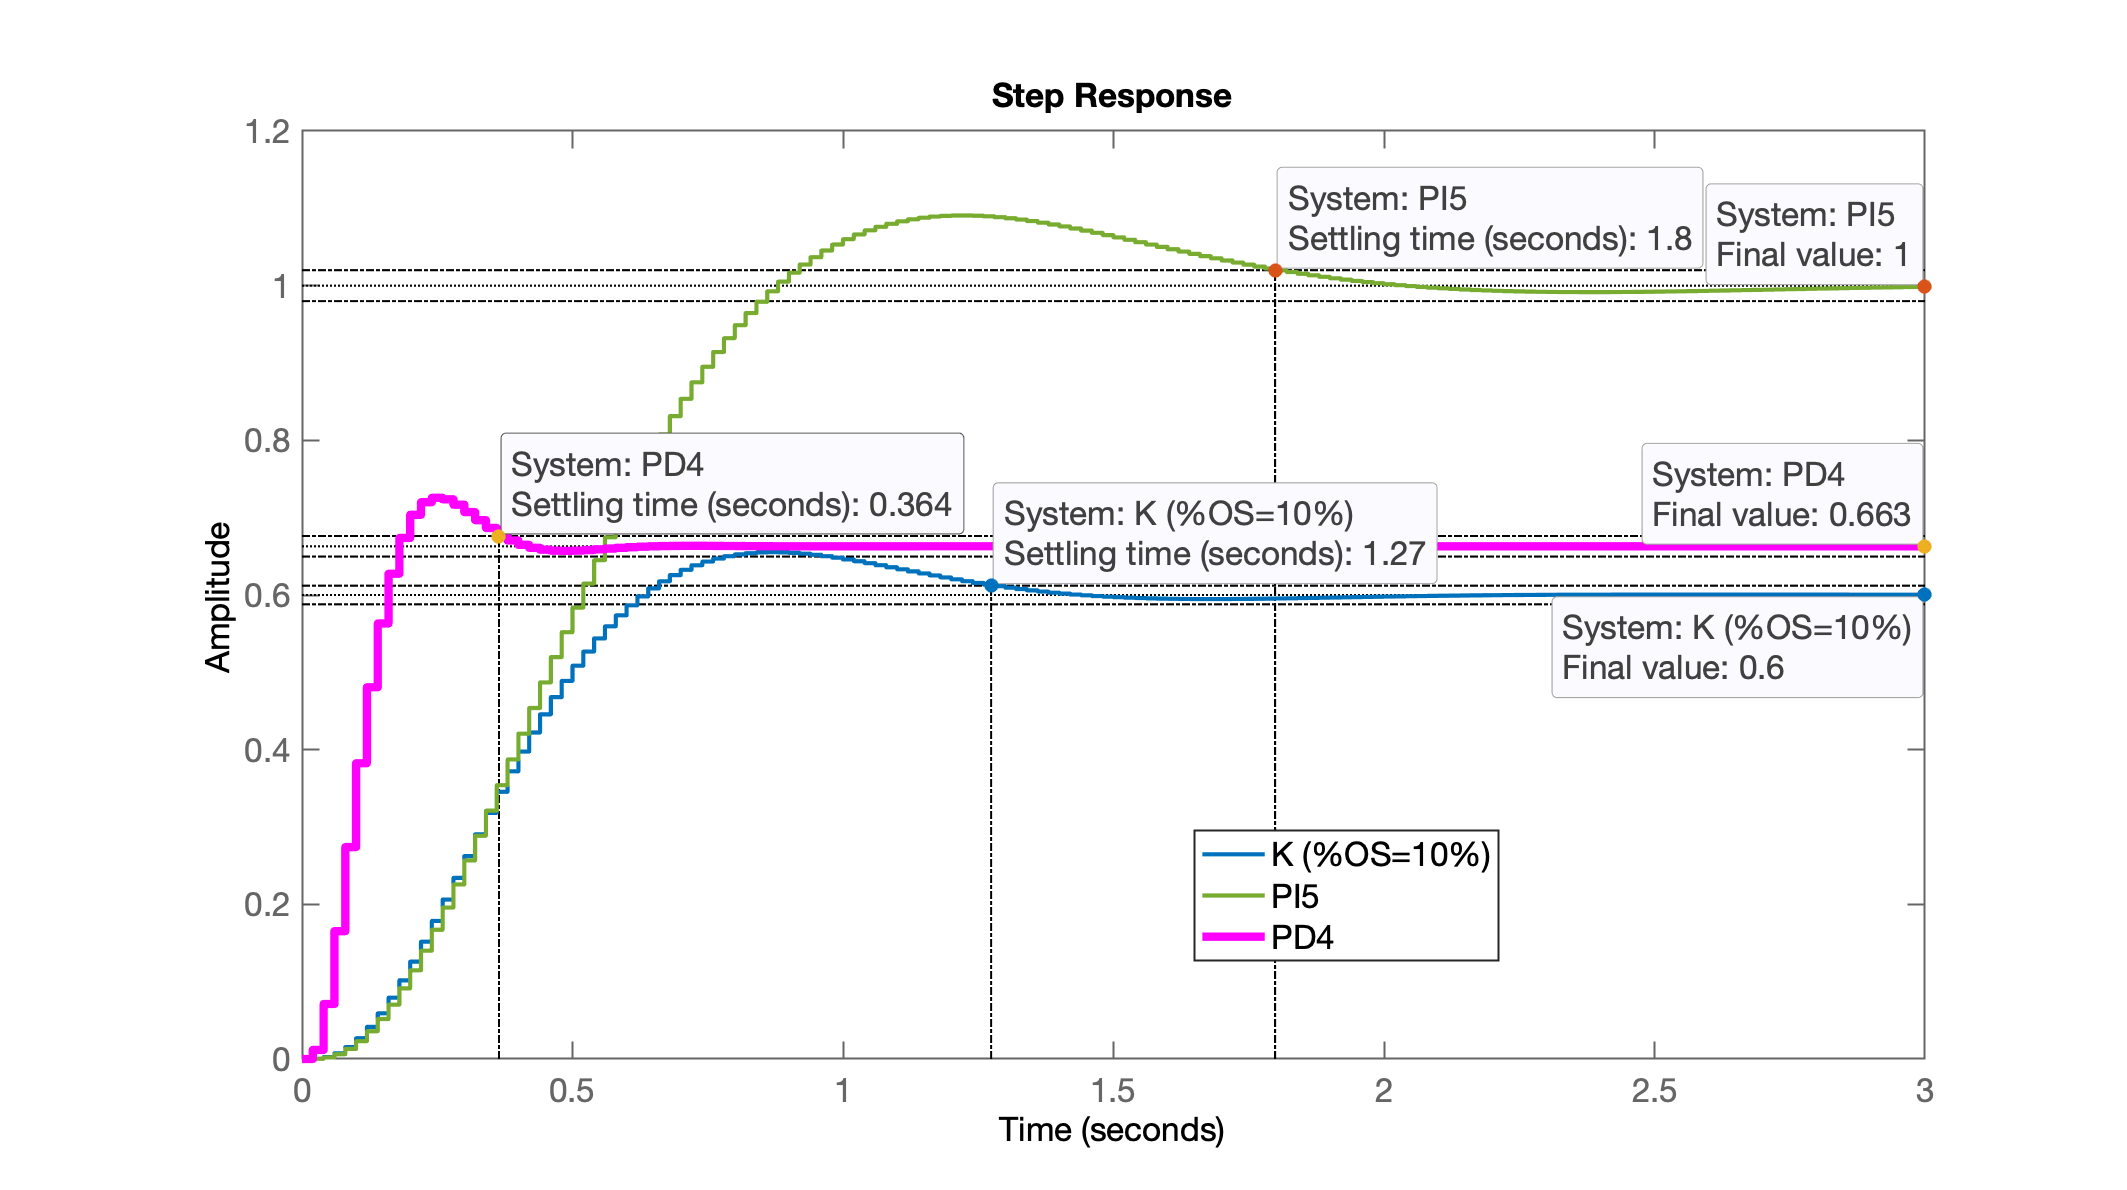 Step Response
1.2
1
0.8
0.6
0.4
0.2
0
Amplitude
System: PI5
Settling time (seconds): 1.8
System: PI5
Final value: 1
System: PD4
Settling time (seconds): 0.364
System: K (%OS=10%)
Settling time (seconds): 1.27
System: PD4
Final value: 0.663
System: K (%OS=10%)
Final value: 0.6
K (%OS=10%)
PI5
PD4
0
0.5
1
1.5
2
2.5
3
Time (seconds)